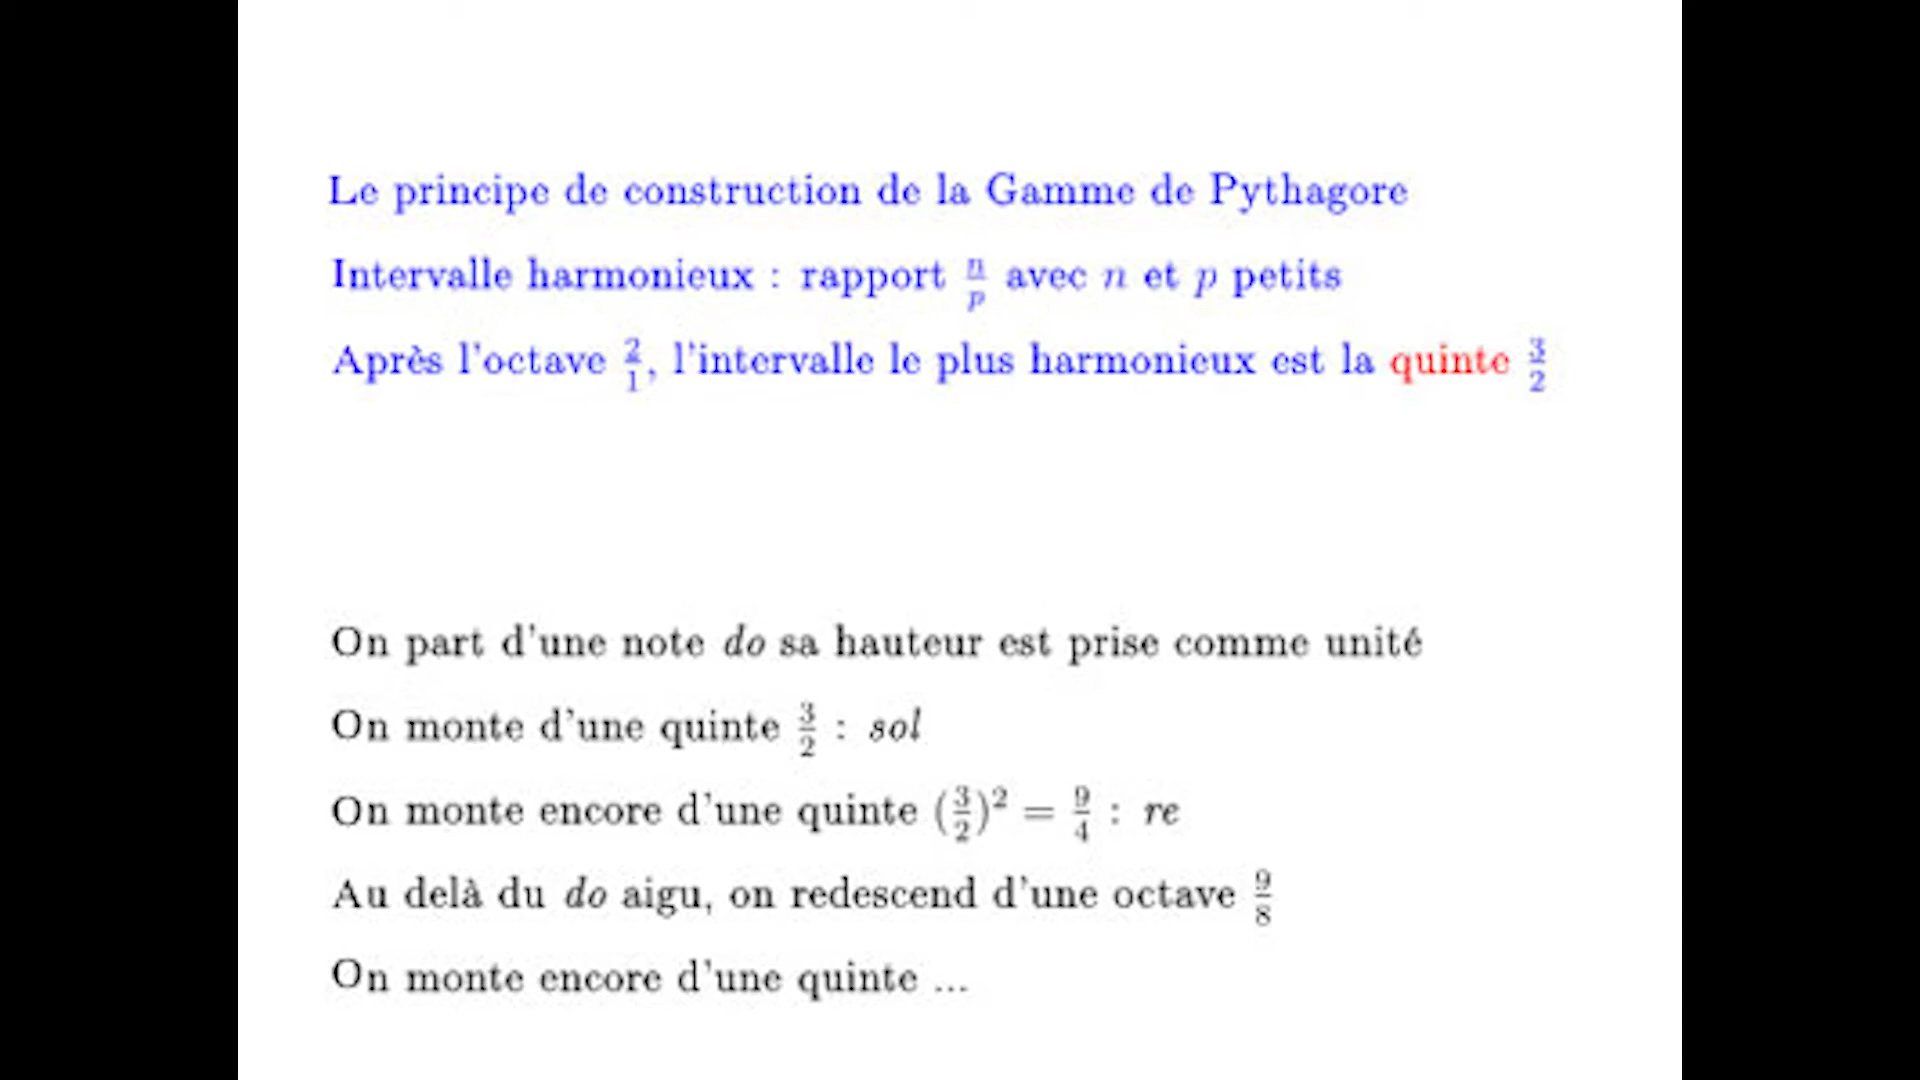 Le principe de construction de la Gamme de Pythagore
Intervalle harmonieux : rapport n/p avec n et p petits
Après l'octave 2/1, l'intervalle le plus harmonieux est la quinte 3/2
On part d'une note do sa hauteur est prise comme unité
On monte d'une quinte 3/2 : sol
On monte encore d'une quinte (3/2)² = 9/4 : re
Au delà du do aigu, on redescend d'une octave 9/8
On monte encore d'une quinte ...